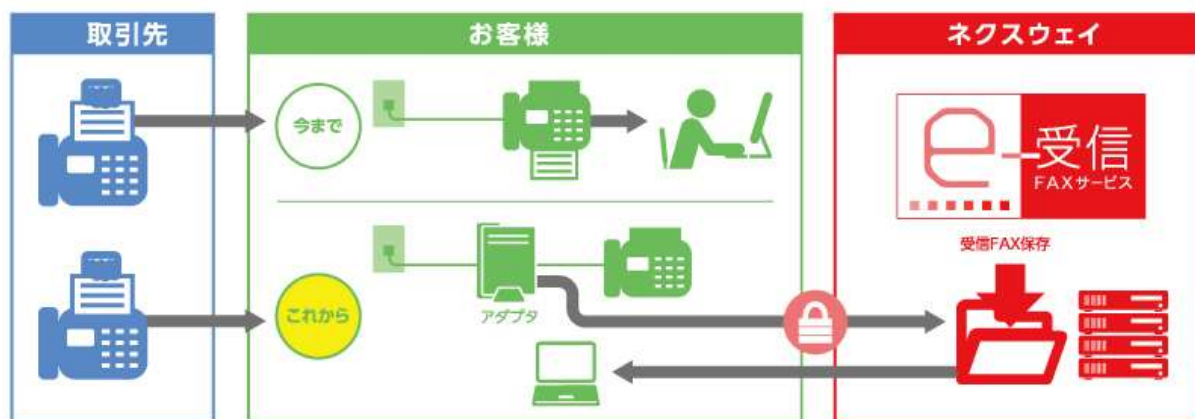 取引先
お客様
ネクスウェイ
今まで
e-受信
FAXサービス
受信FAX保存
これから
アダプタ